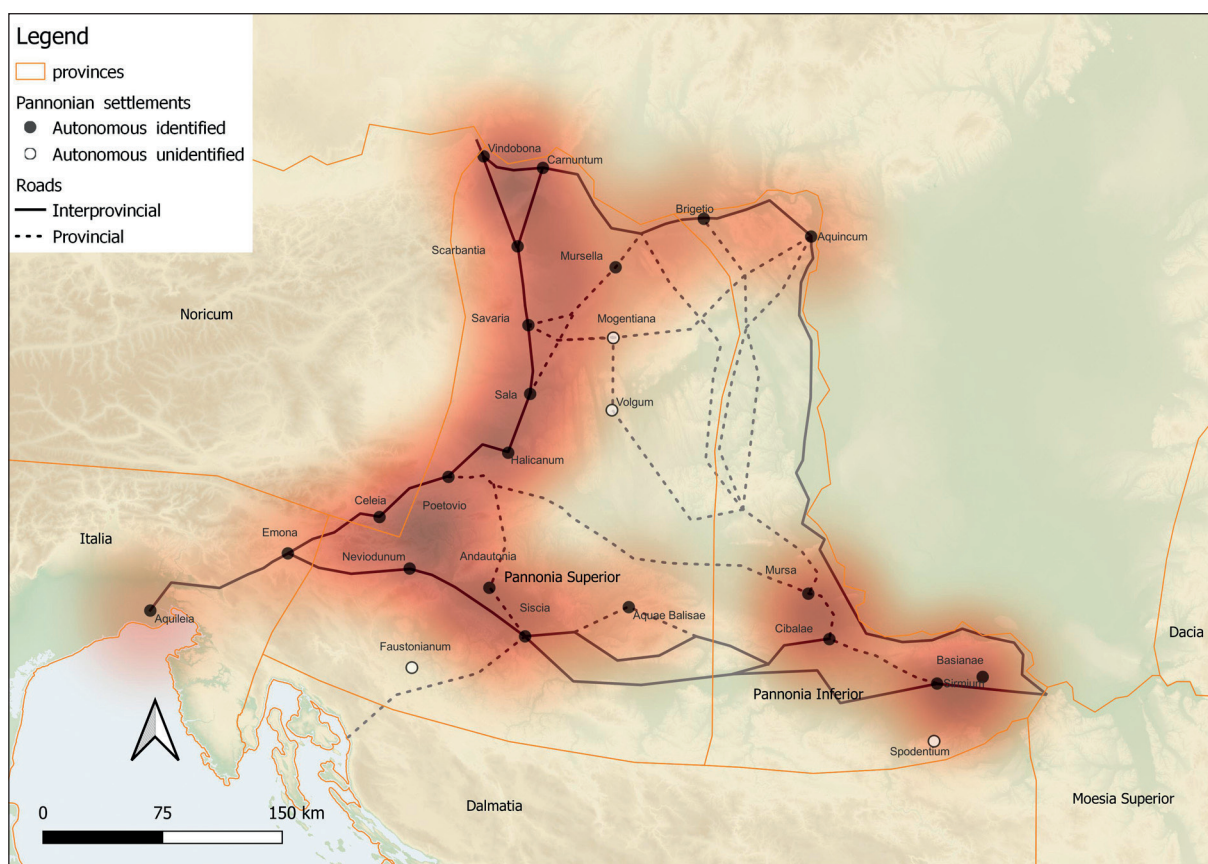 Legend
provinces
Pannonian settlements
Autonomous identified
Autonomous unidentified
Roads
Interprovincial
Provincial
Vindobona
Carnuntum
Brigetio
Aquincum
Scarbantia
Mursella
Noricum
Savaria
Mogentiana
Sala
Volgum
Halicanum
Poetovio
Celeia
Emona
Italia
Neviodunum
Andautonia
Pannonia Superior
Mursa
Siscia
Aquae Balisae
Aquileia
Cibalae
Dacia
Faustonianum
Basianae
Sirmium
Pannonia Inferior
Spodentium
Dalmatia
Moesia Superior
0 75 150 km